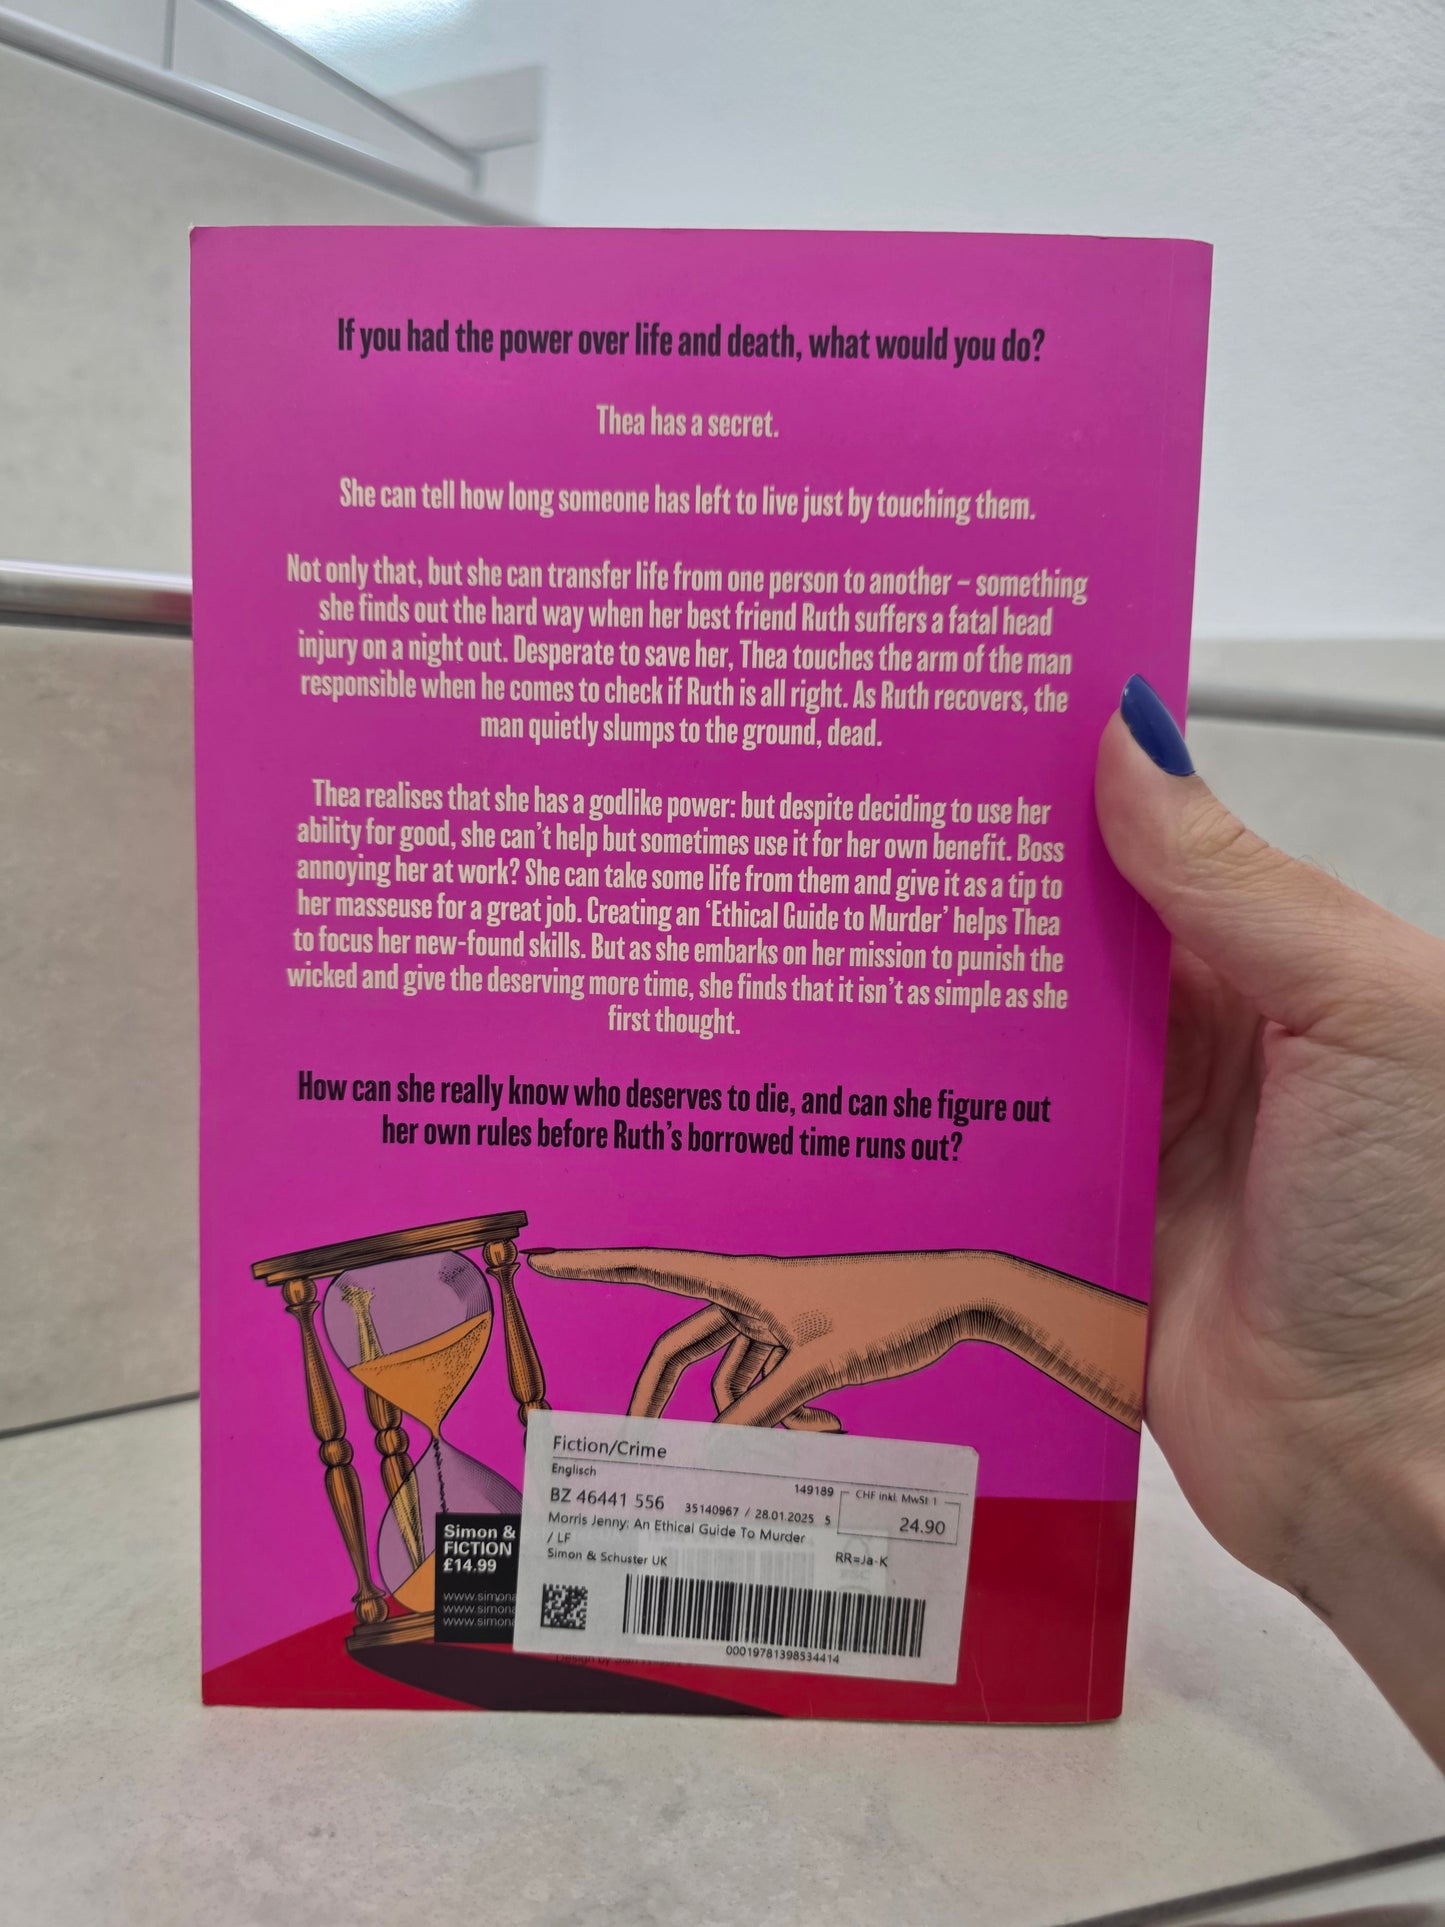 If you had the power over life and death, what would you do?
Thea has a secret.
She can tell how long someone has left to live just by touching them.
Not only that, but she can transfer life from one person to another – something
she finds out the hard way when her best friend Ruth suffers a fatal head
injury on a night out. Desperate to save her, Thea touches the arm of the man
responsible when he comes to check if Ruth is all right. As Ruth recovers, the
man quietly slumps to the ground, dead.
Thea realises that she has a godlike power: but despite deciding to use her
ability for good, she can't help but sometimes use it for her own benefit. Boss
annoying her at work? She can take some life from them and give it as a tip to
her masseuse for a great job. Creating an 'Ethical Guide to Murder' helps Thea
to focus her new-found skills. But as she embarks on her mission to punish the
wicked and give the deserving more time, she finds that it isn't as simple as she
first thought.
How can she really know who deserves to die, and can she figure out
her own rules before Ruth's borrowed time runs out?
Simon &
FICTION
£14.99
www.simon
www.simon
www.simon
Fiction/Crime
Englisch
149189 CHF inkl. MwSt 1
BZ 46441 556 35140967 / 28.01.2025 5 24.90
Morris Jenny: An Ethical Guide To Murder
/ LF
Simon & Schuster UK RR=Ja-K
00019781398534414
Design by